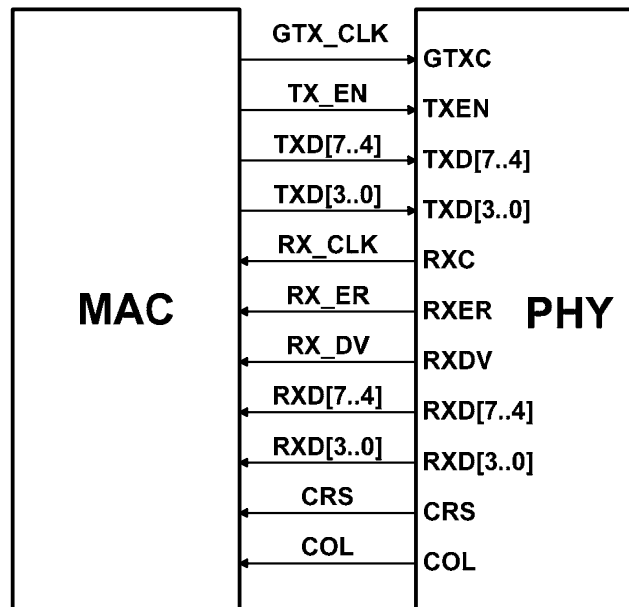 GTX_CLK
GTXC
TX_EN
TXEN
TXD[7..4]
TXD[7..4]
TXD[3..0]
TXD[3..0]
RX_CLK
RXC
MAC
RX_ER
RXER
PHY
RX_DV
RXDV
RXD[7..4]
RXD[7..4]
RXD[3..0]
RXD[3..0]
CRS
CRS
COL
COL